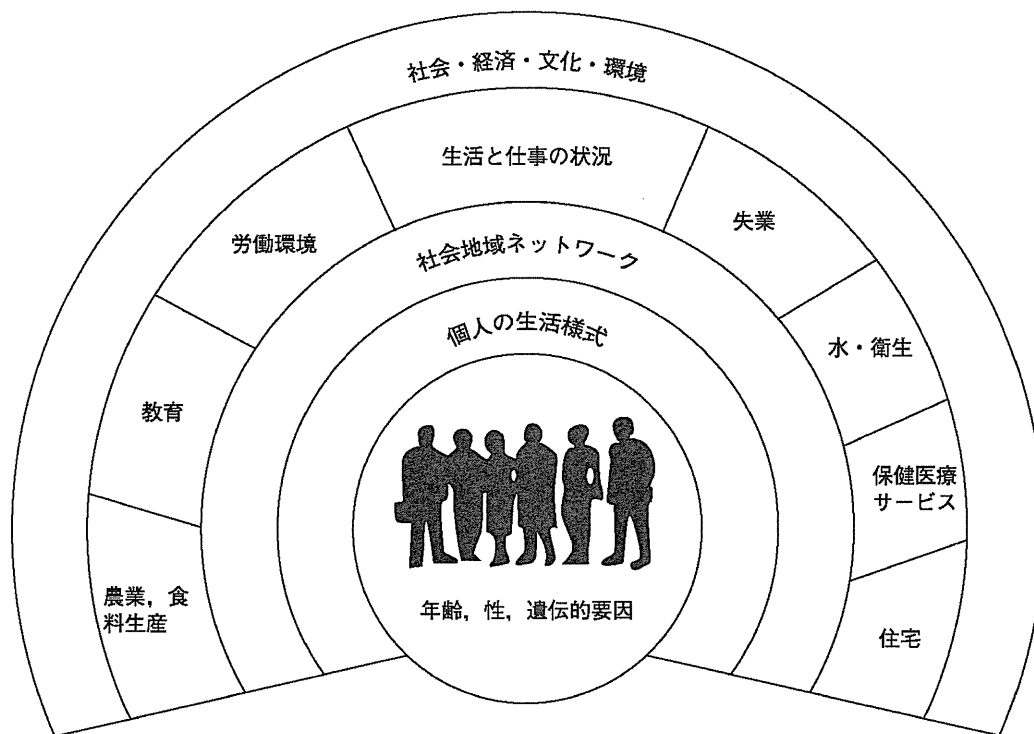 社会・経済・文化・環境
生活と仕事の状況
労働環境
失業
社会地域ネットワーク
個人の生活様式
水・衛生
教育
保健医療
サービス
農業，食
料生産
年齢，性，遺伝的要因
住宅